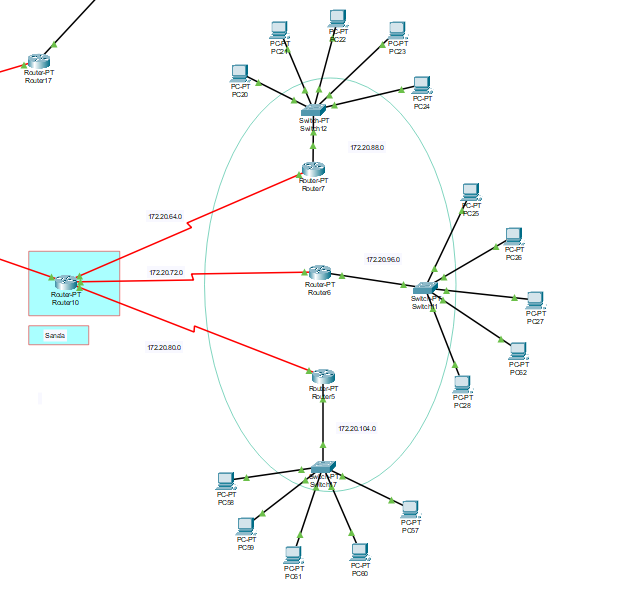 PC-PT
PC22
PC-PT
PC21
PC-PT
PC23
Router-PT
Router17
PC-PT
PC20
PC-PT
PC24
Switch-PT
Switch12
172.20.88.0
Router-PT
Router7
PC-PT
PC25
172.20.64.0
PC-PT
PC26
172.20.96.0
172.20.72.0
Router-PT
Router6
Router-PT
Router10
Switch-PT
PC-PT
PC27
Sanala
172.20.80.0
PC-PT
PC62
Router-PT
Router5
PC-PT
PC28
172.20.104.0
Switch-PT
Switch17
PC-PT
PC58
PC-PT
PC57
PC-PT
PC59
PC-PT
PC61
PC-PT
PC60